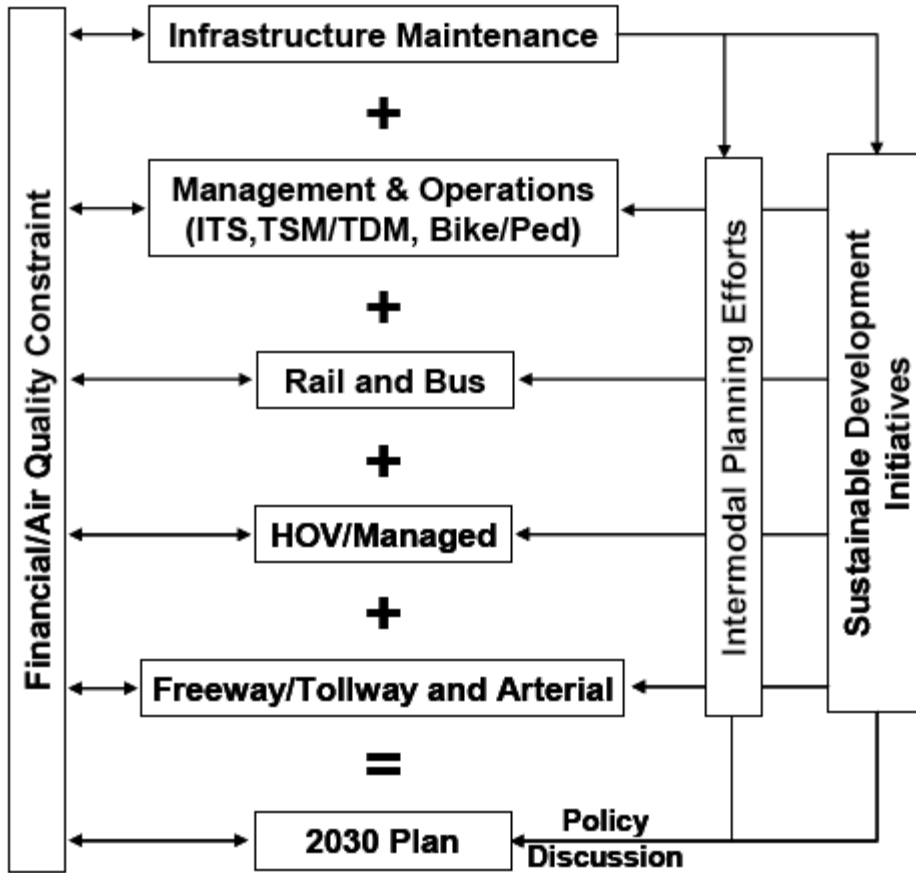 Financial/Air Quality Constraint
Infrastructure Maintenance
+
Management & Operations
(ITS,TSM/TDM, Bike/Ped)
+
Rail and Bus
+
HOV/Managed
+
Freeway/Tollway and Arterial
=
2030 Plan
Policy
Discussion
Intermodal Planning Efforts
Sustainable Development
Initiatives